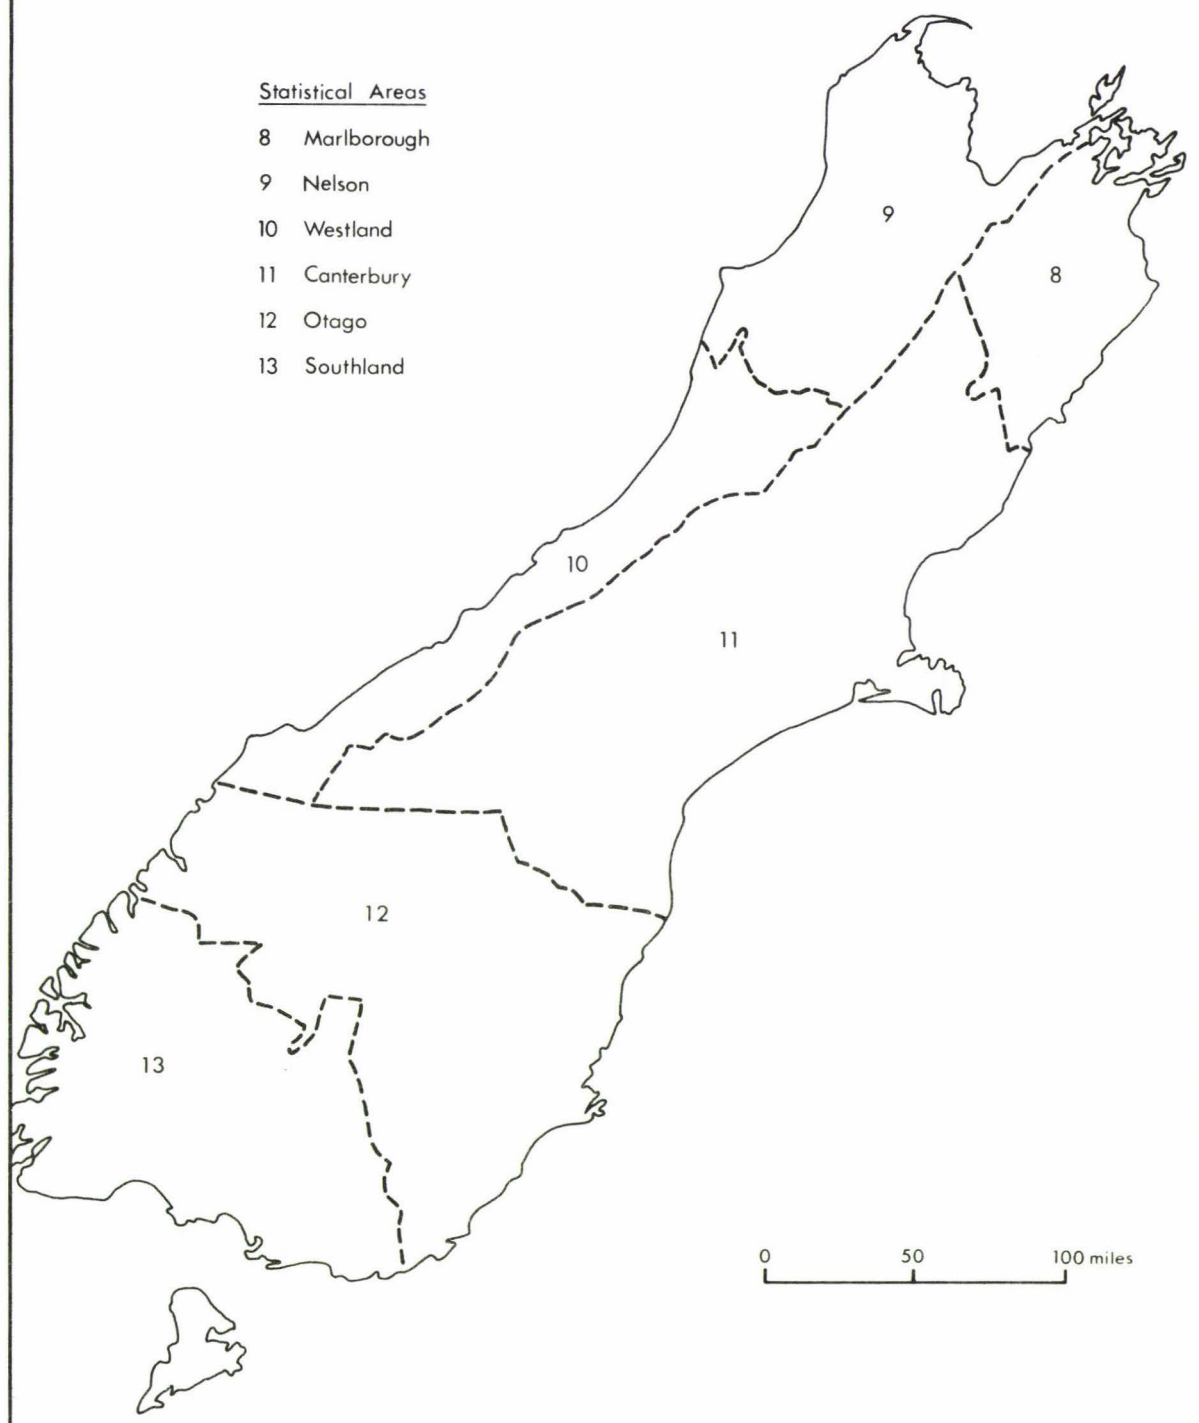 Statistical Areas
8 Marlborough
9 Nelson
10 Westland
11 Canterbury
12 Otago
13 Southland
9
8
10
11
12
13
0 50 100 miles